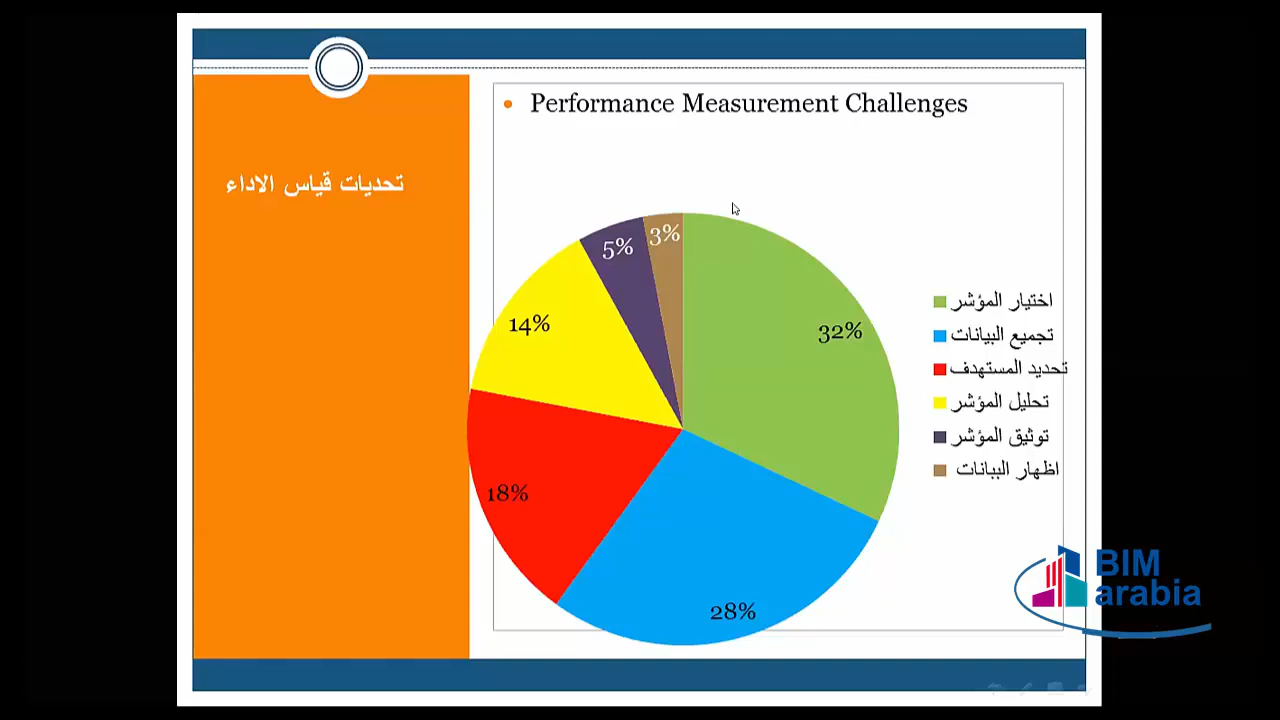 Performance Measurement Challenges
تحديات قياس الاداء
3%
5%
14%
32%
18%
28%
اختيار المؤشر
تجميع البيانات
تحديد المستهدف
تحليل المؤشر
توثيق المؤشر
اظهار البيانات
BIM
arabia